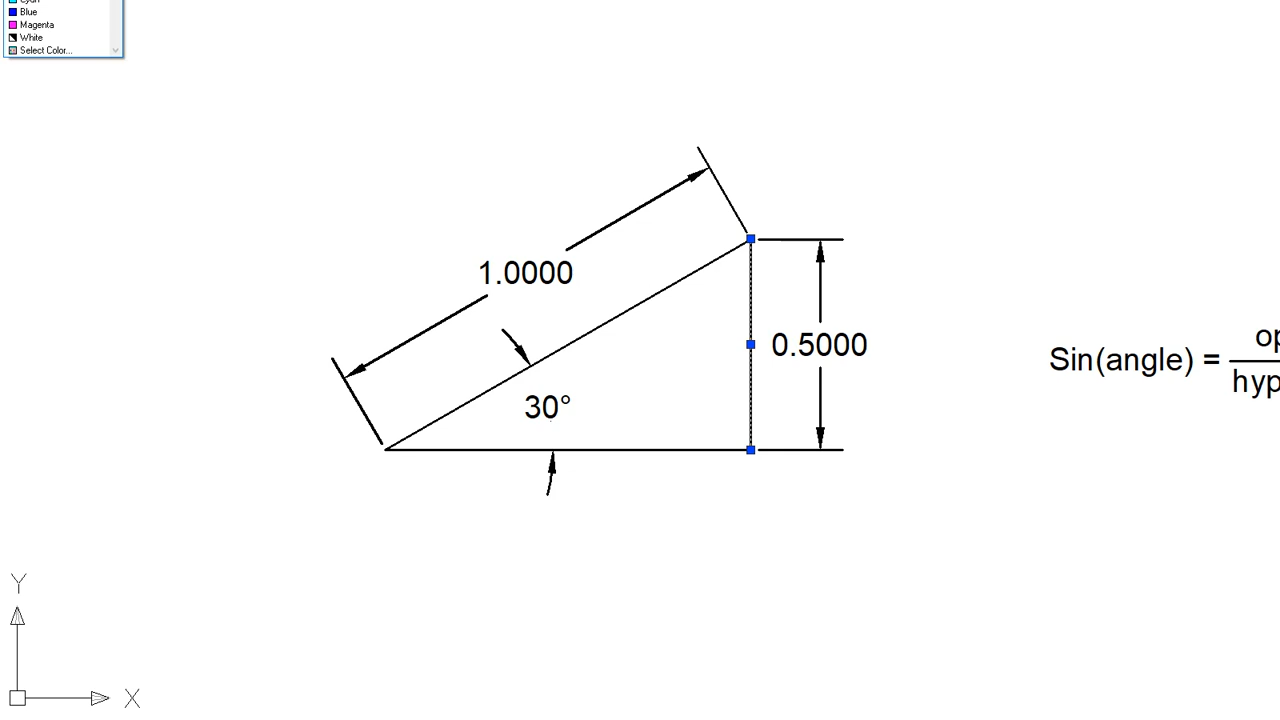 Blue
Magenta
White
Select Color...
1.0000
0.5000
30°
Sin(angle) =
Y
X